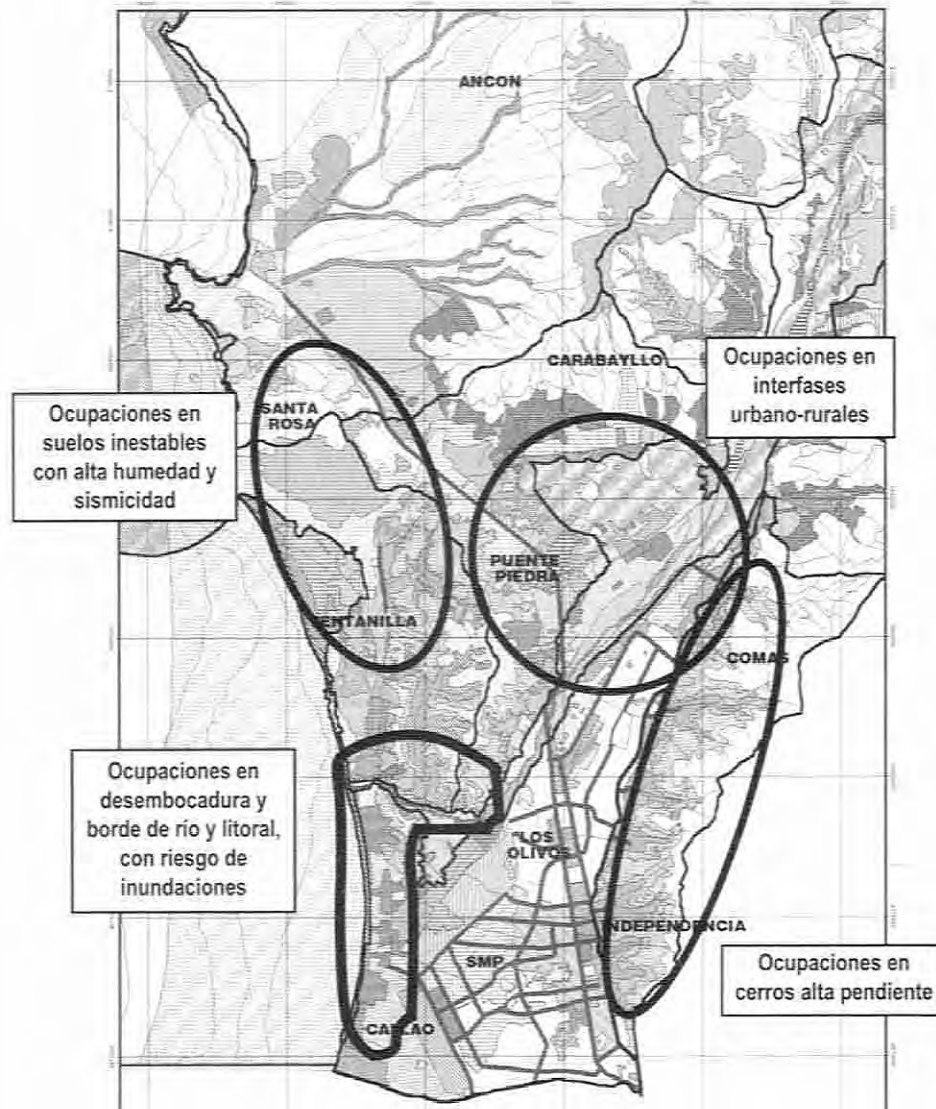 ANCON
CARABAYLLO
Ocupaciones en
interfases
urbano-rurales
Ocupaciones en
suelos inestables
con alta humedad y
sismicidad
SANTA
ROSA
PUENTE
PIEDRA
ENTANILLA
COMAS
Ocupaciones en
desembocadura y
borde de río y litoral,
con riesgo de
inundaciones
LOS
OLIVOS
INDEPENDENCIA
SMP
Ocupaciones en
cerros alta pendiente
CALLAO